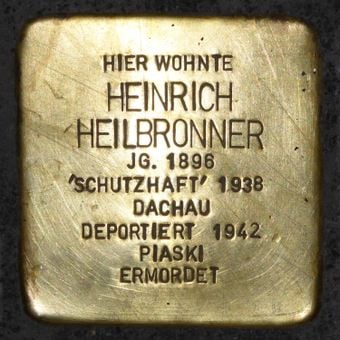 HIER WOHNTE
HEINRICH
HEILBRONNER
JG. 1896
'SCHUTZHAFT' 1938
DACHAU
DEPORTIERT 1942
PIASKI
ERMORDET